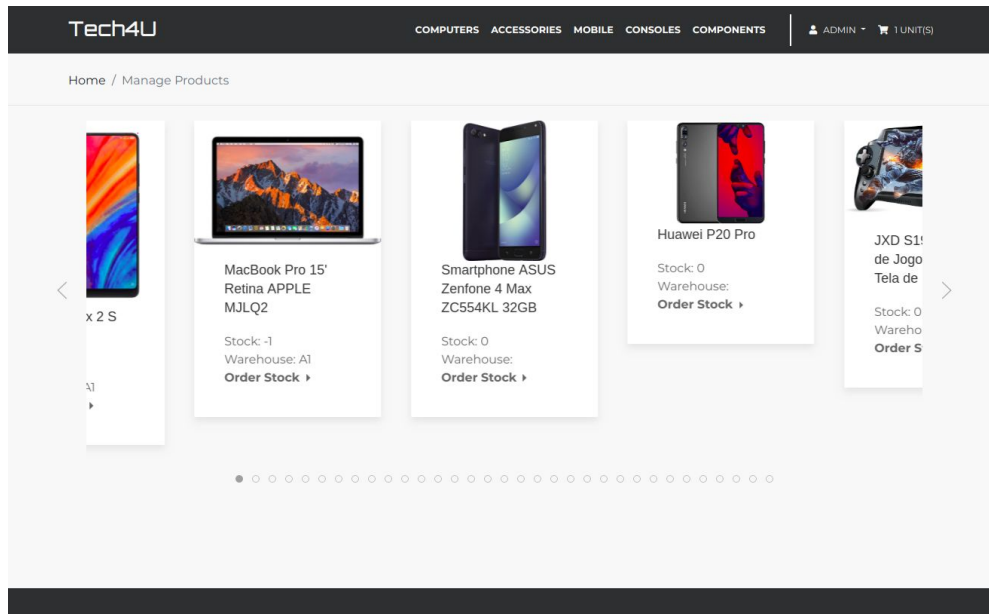 Tech4U
COMPUTERS ACCESSORIES MOBILE CONSOLES COMPONENTS
ADMIN
1 UNIT(S)
Home / Manage Products
x 2 S
A1
MacBook Pro 15'
Retina APPLE
MJLQ2
Stock: -1
Warehouse: A1
Order Stock
Smartphone ASUS
Zenfone 4 Max
ZC554KL 32GB
Stock: 0
Warehouse:
Order Stock
Huawei P20 Pro
Stock: 0
Warehouse:
Order Stock
JXD S19
de Jogo
Tela de
Stock: 0
Wareho
Order S